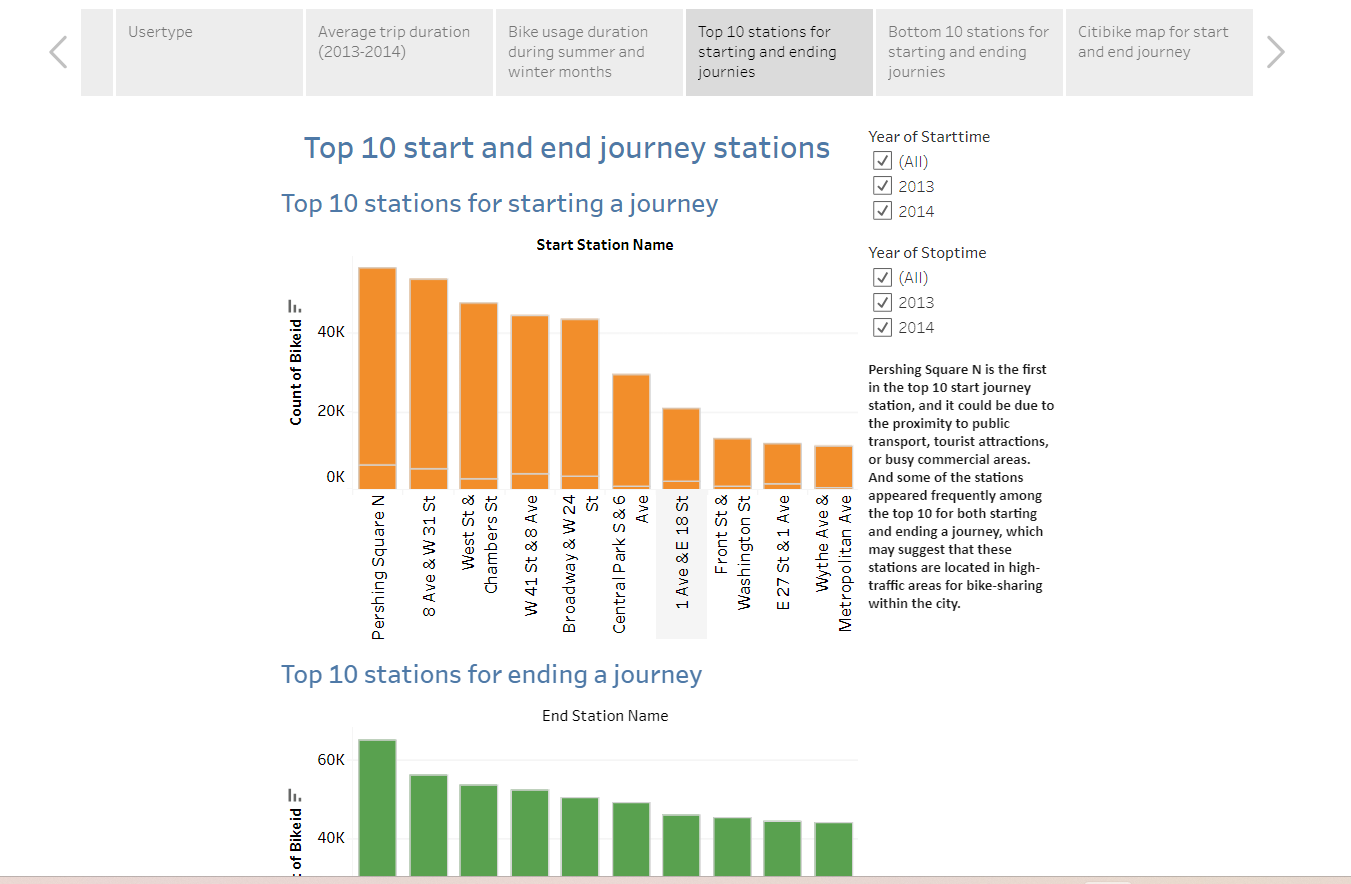 Usertype
Average trip duration
(2013-2014)
Bike usage duration
during summer and
winter months
Top 10 stations for
starting and ending
journies
Bottom 10 stations for
starting and ending
journies
Citibike map for start
and end journey
Top 10 start and end journey stations
Top 10 stations for starting a journey
Start Station Name
Count of Bikeid
40K
20K
0K
Pershing Square N
8 Ave & W 31 St
West St &
Chambers St
W 41 St & 8 Ave
Broadway & W 24
St
Central Park S & 6
Ave
1 Ave & E 18 St
Front St &
Washington St
E 27 St & 1 Ave
Wythe Ave &
Metropolitan Ave
Year of Starttime
(All)
2013
2014
Year of Stoptime
(All)
2013
2014
Pershing Square N is the first
in the top 10 start journey
station, and it could be due to
the proximity to public
transport, tourist attractions,
or busy commercial areas.
And some of the stations
appeared frequently among
the top 10 for both starting
and ending a journey, which
may suggest that these
stations are located in high-
traffic areas for bike-sharing
within the city.
Top 10 stations for ending a journey
End Station Name
60K
40K
of Bikeid